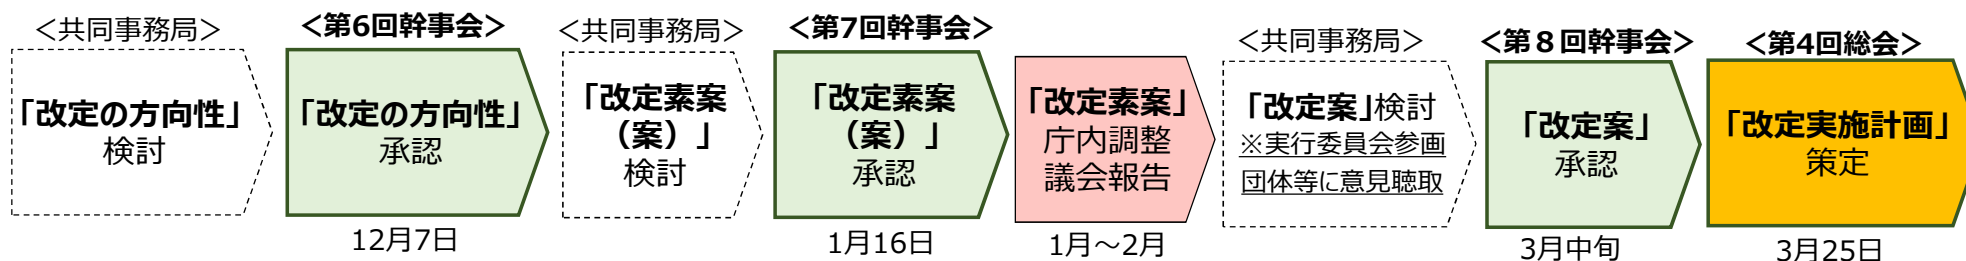 ＜共同事務局＞
「改定の方向性」
検討
＜第6回幹事会＞
「改定の方向性」
承認
12月7日
＜共同事務局＞
「改定素案
（案）」
検討
＜第7回幹事会＞
「改定素案
（案）」
承認
1月16日
「改定素案」
庁内調整
議会報告
1月～2月
＜共同事務局＞
「改定案」検討
※実行委員会参画
団体等に意見聴取
＜第８回幹事会＞
「改定案」
承認
3月中旬
＜第4回総会＞
「改定実施計画」
策定
3月25日